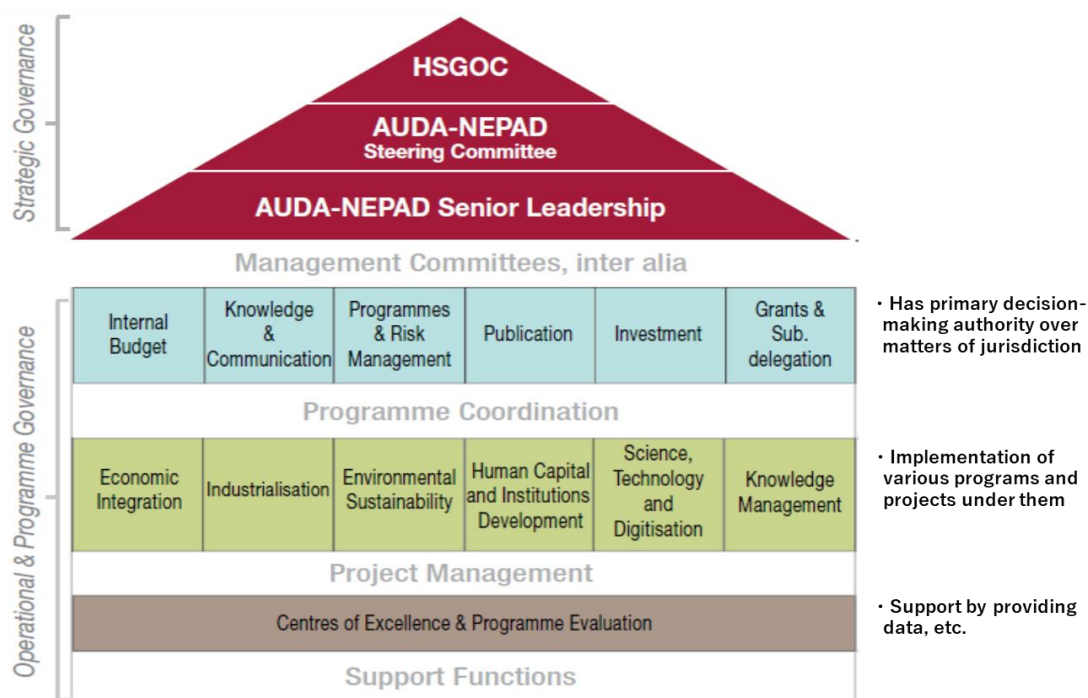 Strategic Governance
HSGOC
AUDA-NEPAD
Steering Committee
AUDA-NEPAD Senior Leadership
Management Committees, inter alia
Operational & Programme Governance
Internal
Budget
Knowledge
&
Communication
Programmes
& Risk
Management
Publication
Investment
Grants &
Sub.
delegation
・Has primary decision-
making authority over
matters of jurisdiction
Programme Coordination
Economic
Integration
Industrialisation
Environmental
Sustainability
Human Capital
and Institutions
Development
Science,
Technology
and
Digitisation
Knowledge
Management
・Implementation of
various programs and
projects under them
Project Management
Centres of Excellence & Programme Evaluation
・Support by providing
data, etc.
Support Functions